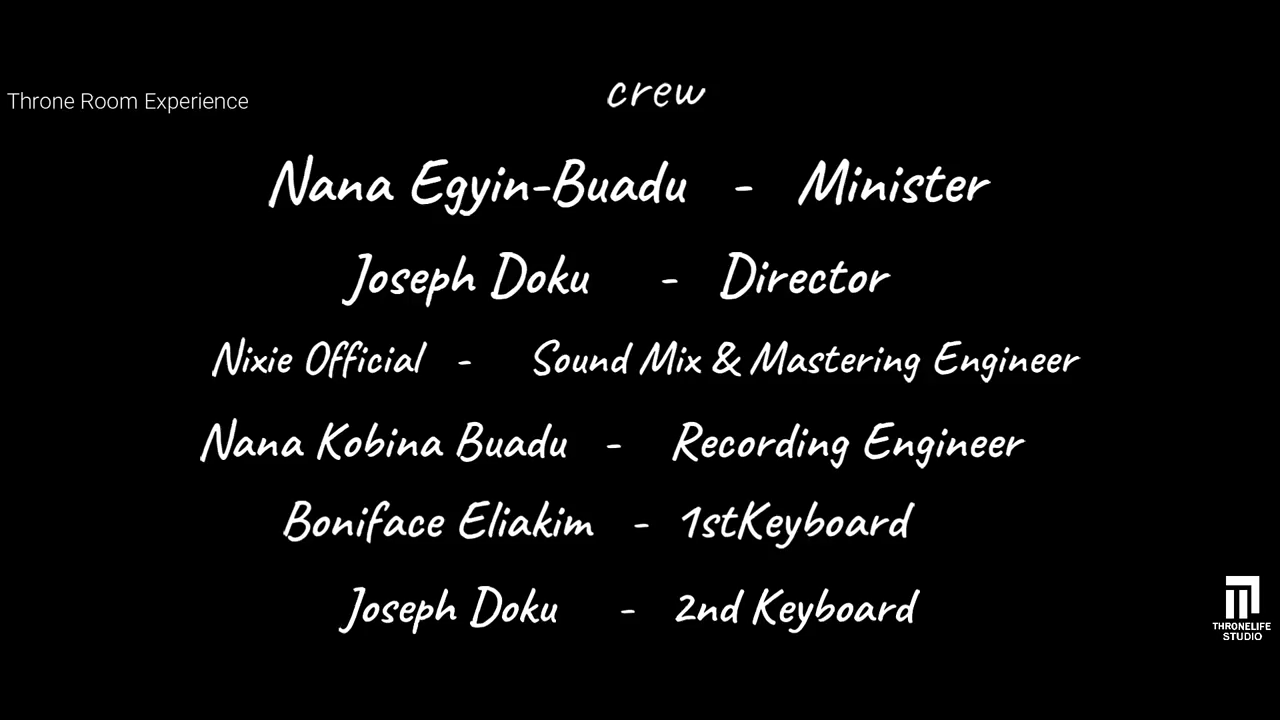 crew
Throne Room Experience
Nana Egyin-Buadu - Minister
Joseph Doku - Director
Nixie Official - Sound Mix & Mastering Engineer
Nana Kobina Buadu - Recording Engineer
Boniface Eliakim - 1stKeyboard
Joseph Doku - 2nd Keyboard
THRONELIFE
STUDIO